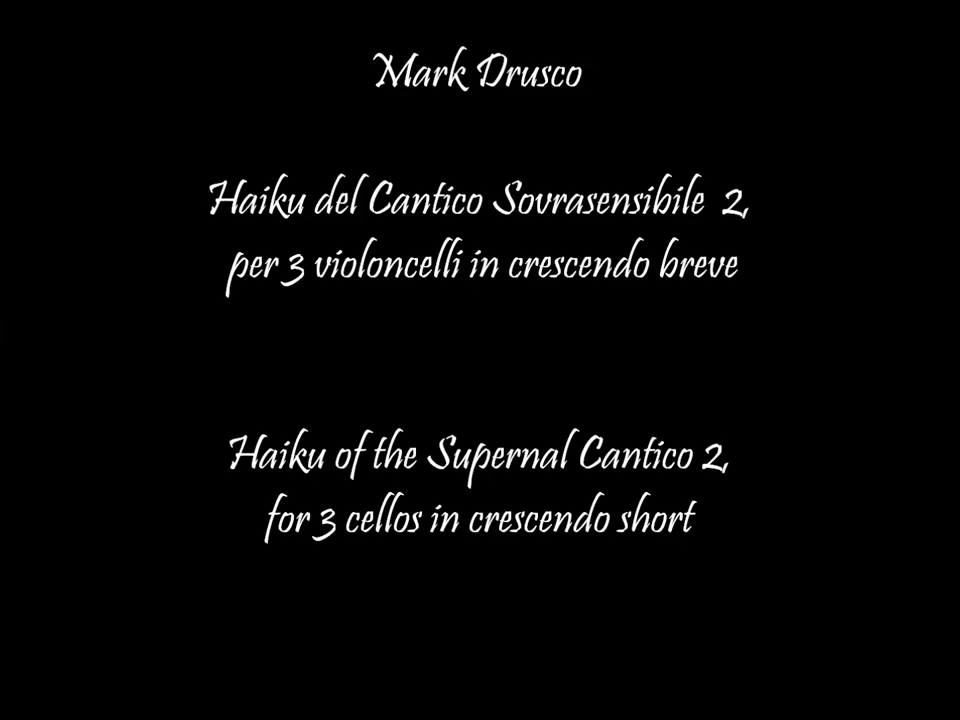 Mark Drusco
Haiku del Cantico Sovrasensibile 2,
per 3 violoncelli in crescendo breve
Haiku of the Supernal Cantico 2,
for 3 cellos in crescendo short